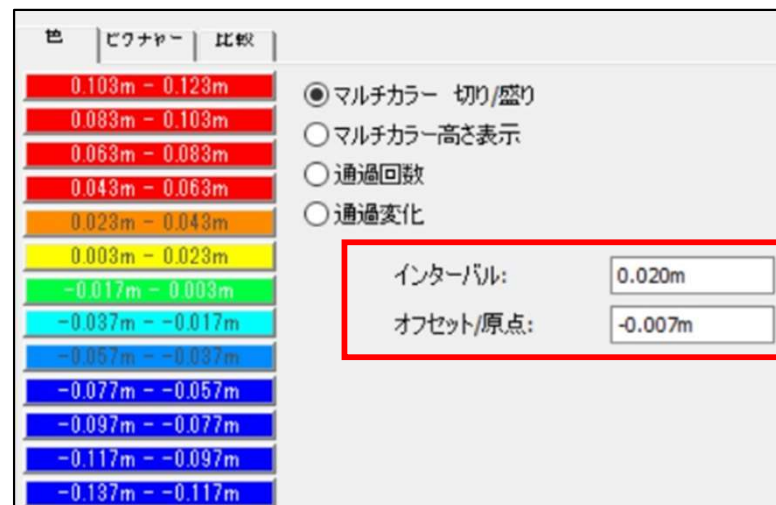 色 ピクチャー 比較
0.103m - 0.123m
0.083m - 0.103m
0.063m - 0.083m
0.043m - 0.063m
0.023m - 0.043m
0.003m - 0.023m
-0.017m - 0.003m
-0.037m - -0.017m
-0.057m - -0.037m
-0.077m - -0.057m
-0.097m - -0.077m
-0.117m - -0.097m
-0.137m - -0.117m
マルチカラー 切り/盛り
マルチカラー高さ表示
通過回数
通過変化
インターバル: 0.020m
オフセット/原点: -0.007m